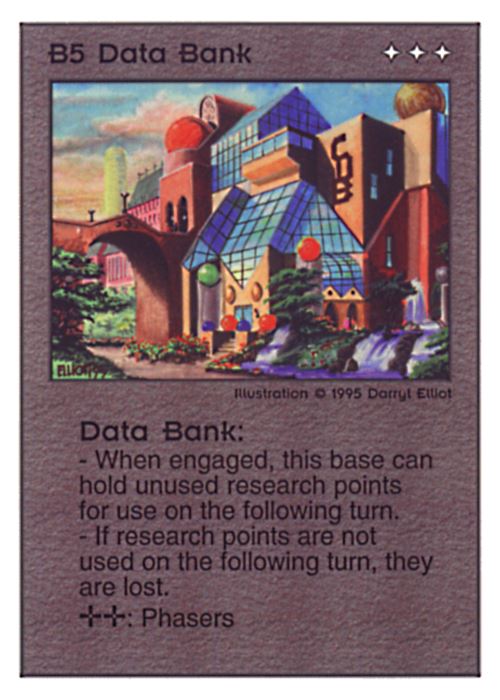 B5 Data Bank
CDB
ELLIOTT95
Illustration © 1995 Darryl Elliot
Data Bank:
- When engaged, this base can
hold unused research points
for use on the following turn.
- If research points are not
used on the following turn, they
are lost.
: Phasers